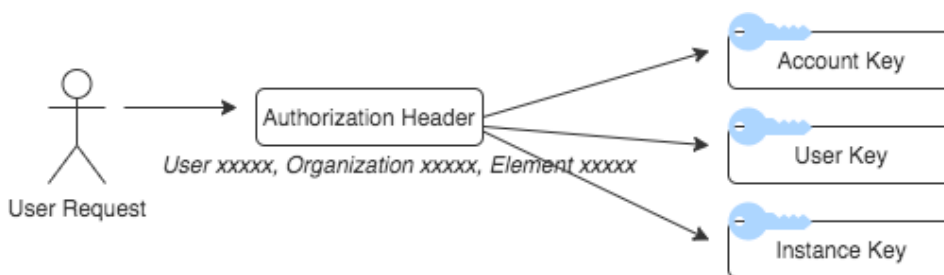 Account Key
Authorization Header
User Key
User xxxxx, Organization xxxxx, Element xxxxx
User Request
Instance Key